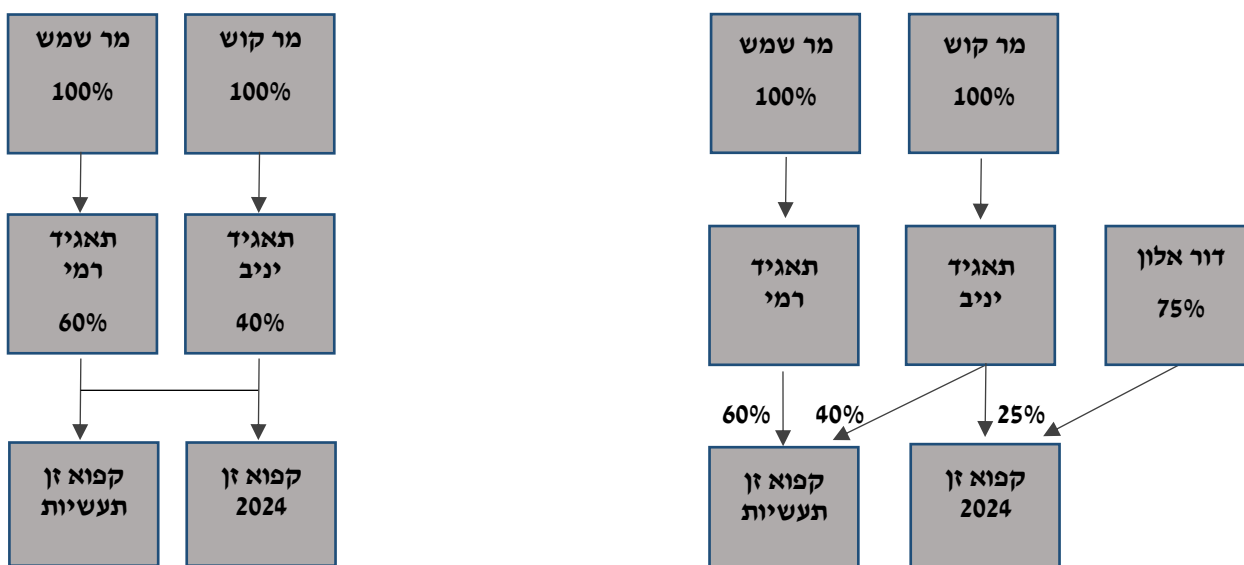 מר שמש
100%
מר קוש
100%
תאגיד
רמי
60%
תאגיד
יניב
40%
קפוא זן
תעשיות
קפוא זן
2024
מר שמש
100%
מר קוש
100%
תאגיד
רמי
תאגיד
יניב
דור אלון
75%
60%
40%
25%
קפוא זן
תעשיות
קפוא זן
2024